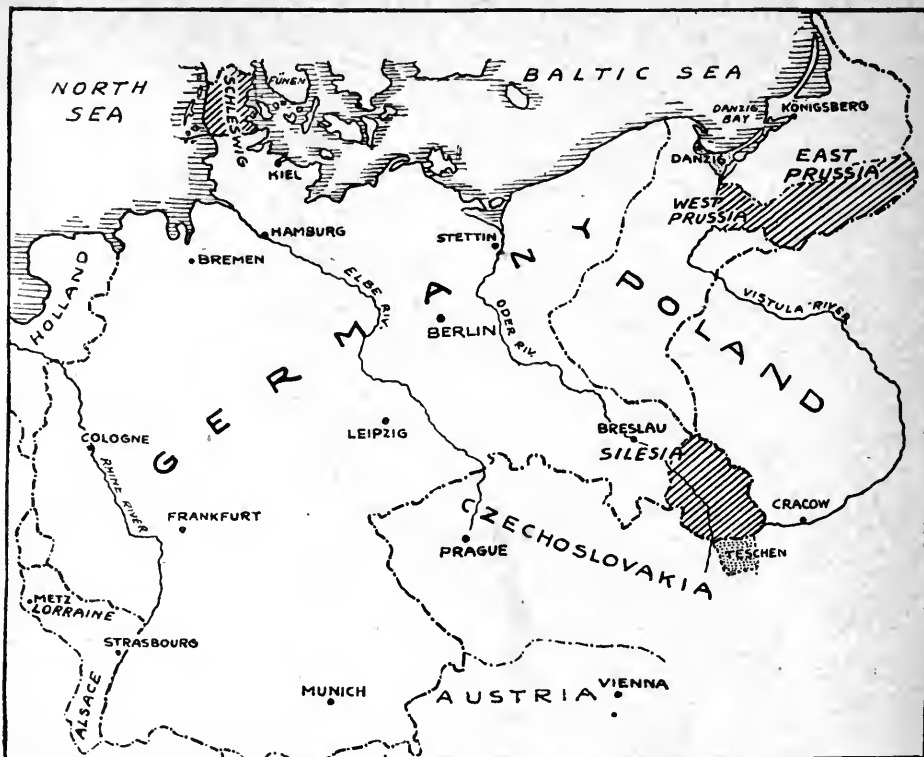 NORTH SEA
SCHLESWIG
FÜNEN
BALTIC SEA
DANZIG BAY
KÖNIGSBERG
KIEL
DANZIG
EAST PRUSSIA
WEST PRUSSIA
HAMBURG
BREMEN
STETTIN
HOLLAND
ELBE RIV.
GERMANY
BERLIN
ODER RIV.
POLAND
VISTULA RIVER
COLOGNE
RHINE RIVER
LEIPZIG
BRESLAU
SILESIA
FRANKFURT
PRAGUE
CZECHOSLOVAKIA
CRACOW
TESCHEN
METZ
LORRAINE
STRASBOURG
ALSACE
MUNICH
AUSTRIA
VIENNA